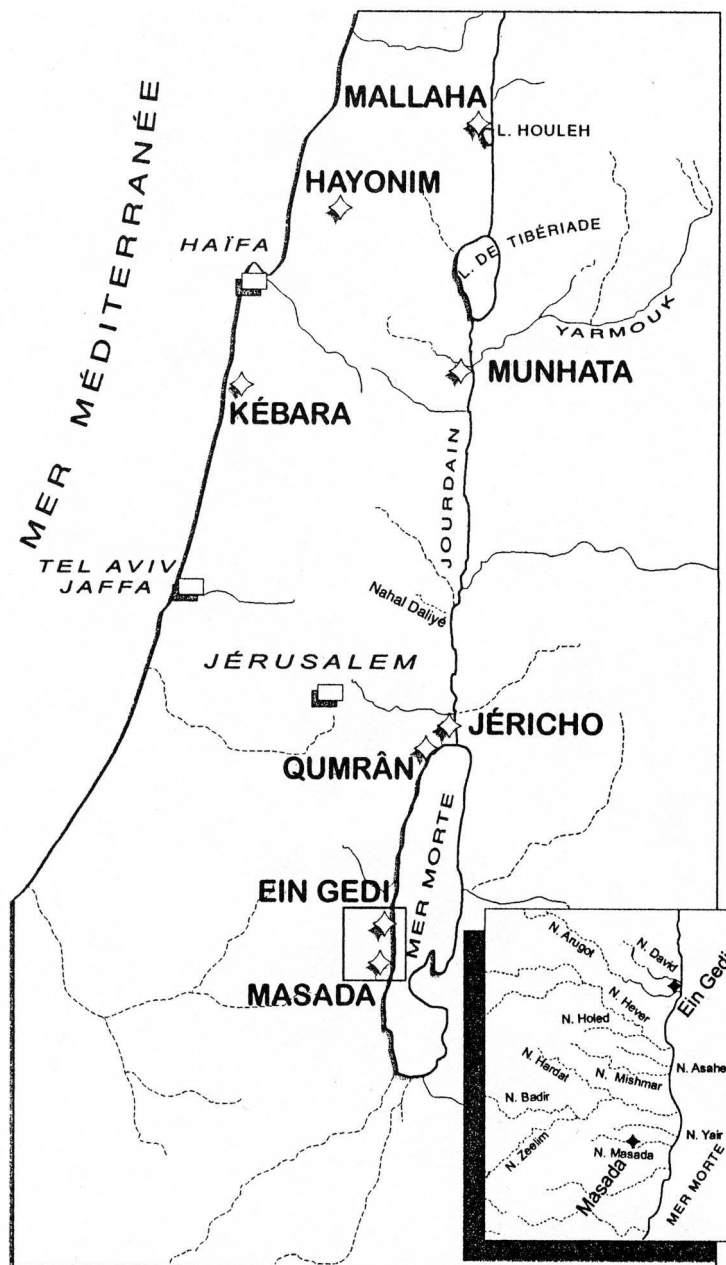 MALLAHA
L. HOULEH
HAYONIM
MER MÉDITERRANÉE
HAÏFA
L. DE TIBÉRIADE
YARMOUK
MUNHATA
KÉBARA
JOURDAIN
TEL AVIV
JAFFA
Nahal Daliyé
JÉRUSALEM
JÉRICHO
QUMRÂN
MER MORTE
EIN GEDI
MASADA
N. Arugot
N. David
Ein Gedi
N. Hever
N. Holed
N. Asahe
N. Hardat
N. Mishmar
N. Badir
N. Yair
N. Zeelim
N. Masada
Masada
MER MORTE